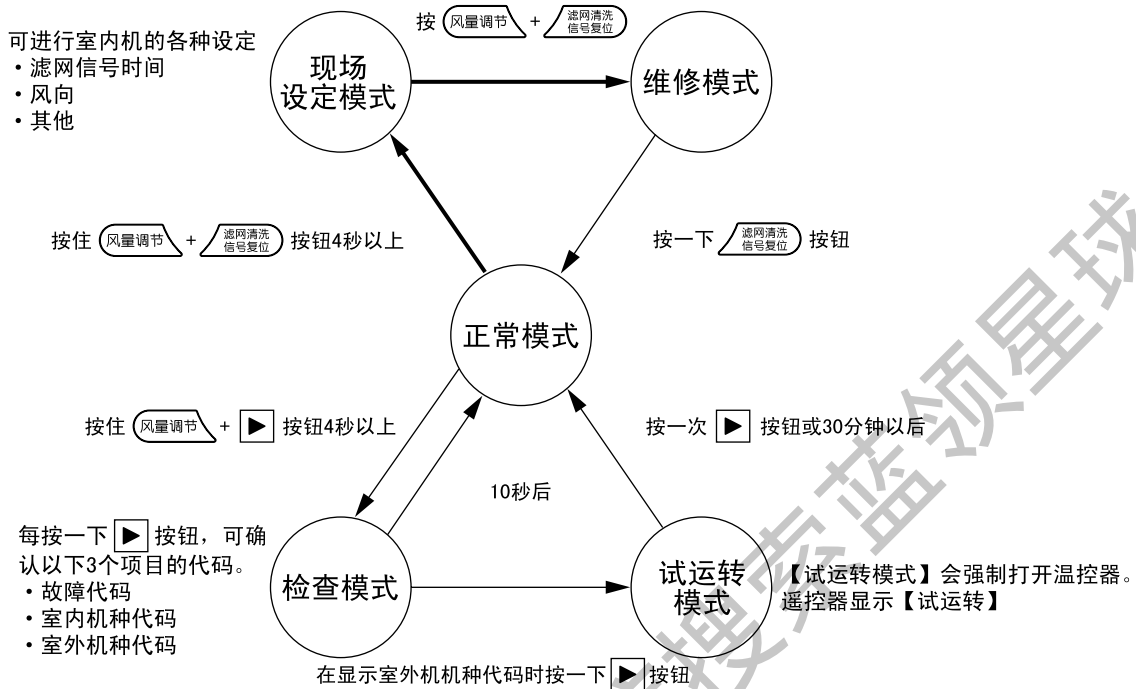 按 风量调节 + 滤网清洗 信号复位
可进行室内机的各种设定
・滤网信号时间
・风向
・其他
现场
设定模式
维修模式
按住 风量调节 + 滤网清洗 信号复位 按钮4秒以上
按一下 滤网清洗 信号复位 按钮
正常模式
按住 风量调节 + ▶ 按钮4秒以上
按一次 ▶ 按钮或30分钟以后
10秒后
每按一下 ▶ 按钮，可确
认以下3个项目的代码。
・故障代码
・室内机种代码
・室外机种代码
检查模式
试运转
模式
【试运转模式】会强制打开温控器。
遥控器显示【试运转】
在显示室外机机种代码时按一下 ▶ 按钮
搜索蓝领星球